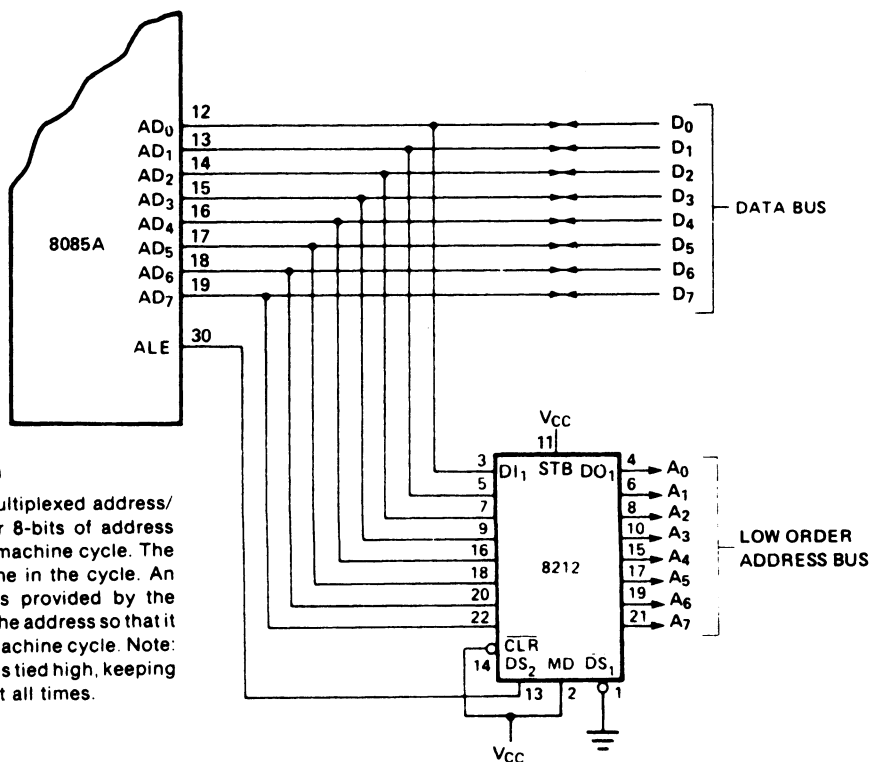 12
AD0
D0
13
AD1
D1
14
AD2
D2
15
AD3
D3
16
AD4
D4
17
AD5
D5
18
AD6
D6
19
AD7
D7
8085A
DATA BUS
30
ALE
VCC
11
3
DI1
STB
DO1
4
A0
5
6
A1
7
8
A2
9
10
A3
16
15
A4
18
17
A5
20
19
A6
22
21
A7
8212
LOW ORDER
ADDRESS BUS
CLR
14
DS2
MD
DS1
13
2
1
VCC
ultiplexed address/
8-bits of address
machine cycle. The
in the cycle. An
provided by the
address so that it
cycle. Note:
tied high, keeping
all times.